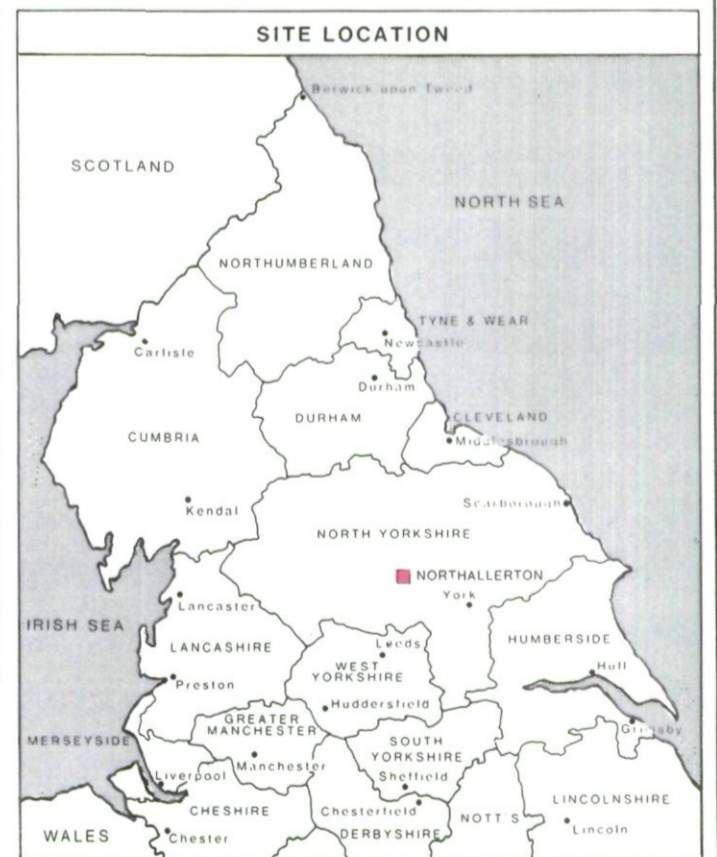 SITE LOCATION
Berwick upon Tweed
SCOTLAND
NORTH SEA
NORTHUMBERLAND
TYNE & WEAR
Newcastle
Carlisle
Durham
DURHAM
CLEVELAND
Middlesbrough
CUMBRIA
Kendal
Scarborough
NORTH YORKSHIRE
NORTHALLERTON
York
Lancaster
IRISH SEA
HUMBERSIDE
LANCASHIRE
Leeds
WEST
YORKSHIRE
Hull
Preston
Huddersfield
GREATER
MANCHESTER
Grimsby
MERSEYSIDE
SOUTH
YORKSHIRE
Manchester
Liverpool
Sheffield
CHESHIRE
Chesterfield
NOTT'S
LINCOLNSHIRE
WALES
Chester
DERBYSHIRE
Lincoln